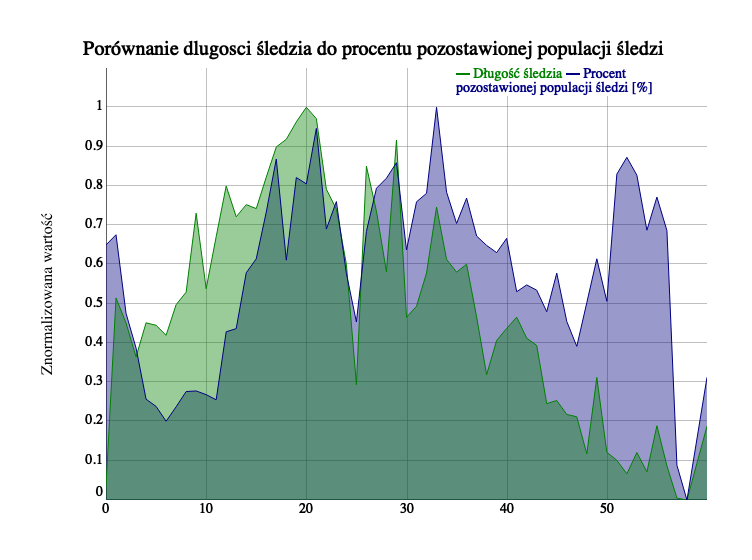 Porównanie dlugosci śledzia do procentu pozostawionej populacji śledzi
Długość śledzia Procent
pozostawionej populacji śledzi [%]
Znormalizowana wartość
1
0.9
0.8
0.7
0.6
0.5
0.4
0.3
0.2
0.1
0
0 10 20 30 40 50